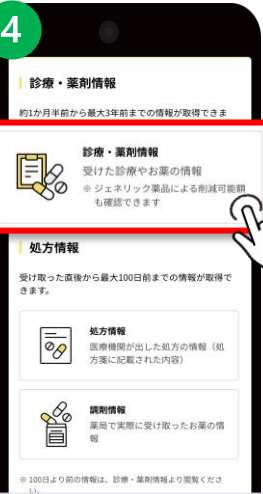 4
診療・薬剤情報
約1か月半前から最大3年前までの情報が取得できま
診療・薬剤情報
受けた診療やお薬の情報
※ ジェネリック薬品による削減可能額
も確認できます
処方情報
受け取った直後から最大100日前までの情報が取得で
きます。
処方情報
医療機関が出した処方の情報（処
方箋に記載された内容）
調剤情報
薬局で実際に受け取ったお薬の情
報
※ 100日より前の情報は、診療・薬剤情報より閲覧くださ
い。